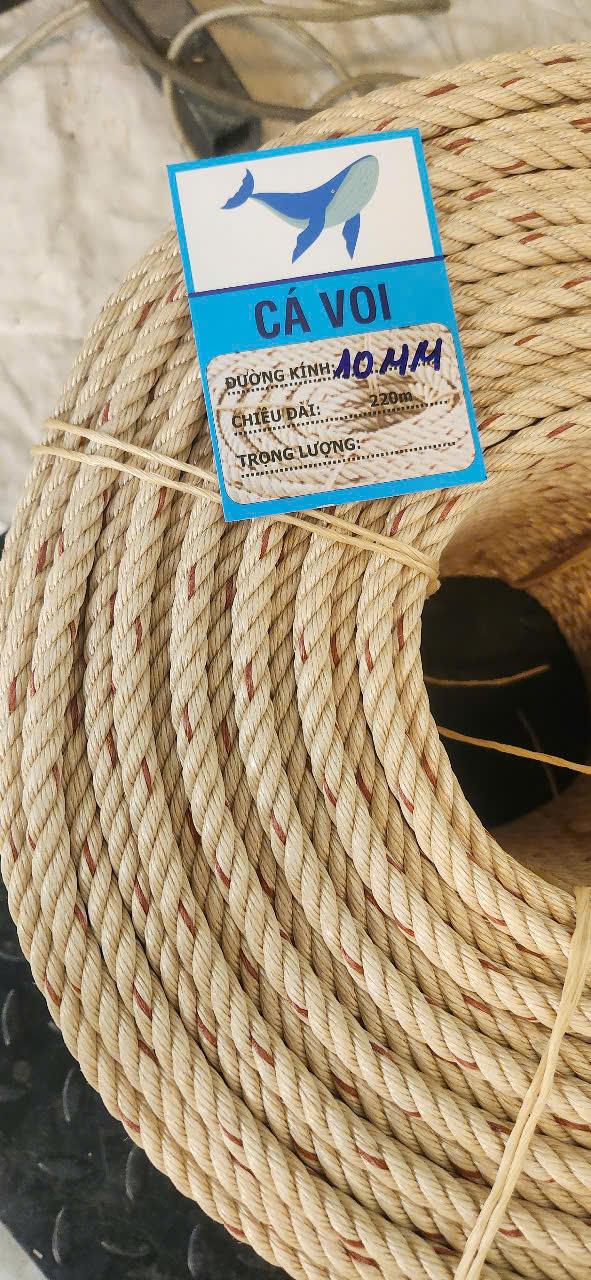 CÁ VOI
ĐƯỜNG KÍNH: 10 MM
CHIỀU DÀI: 220m
TRỌNG LƯỢNG: